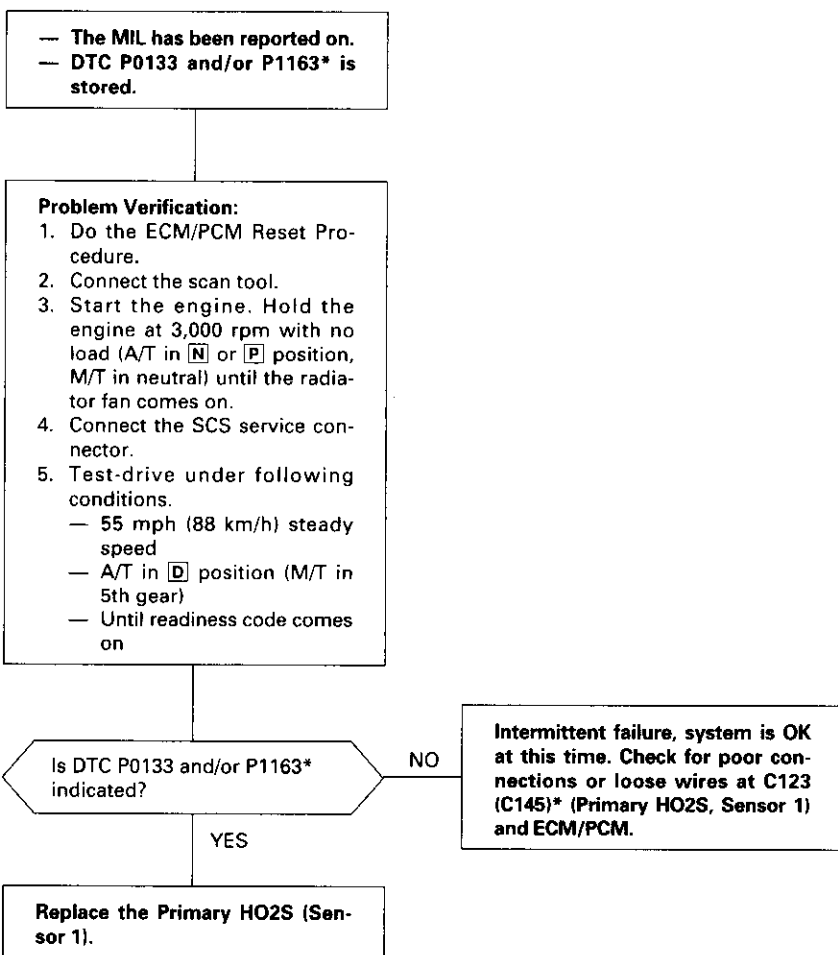 — The MIL has been reported on.
— DTC P0133 and/or P1163* is
stored.
Problem Verification:
1. Do the ECM/PCM Reset Pro-
cedure.
2. Connect the scan tool.
3. Start the engine. Hold the
engine at 3,000 rpm with no
load (A/T in N or P position,
M/T in neutral) until the radia-
tor fan comes on.
4. Connect the SCS service con-
nector.
5. Test-drive under following
conditions.
— 55 mph (88 km/h) steady
speed
— A/T in D position (M/T in
5th gear)
— Until readiness code comes
on
Is DTC P0133 and/or P1163*
indicated?
NO
Intermittent failure, system is OK
at this time. Check for poor con-
nections or loose wires at C123
(C145)* (Primary HO2S, Sensor 1)
and ECM/PCM.
YES
Replace the Primary HO2S (Sen-
sor 1).